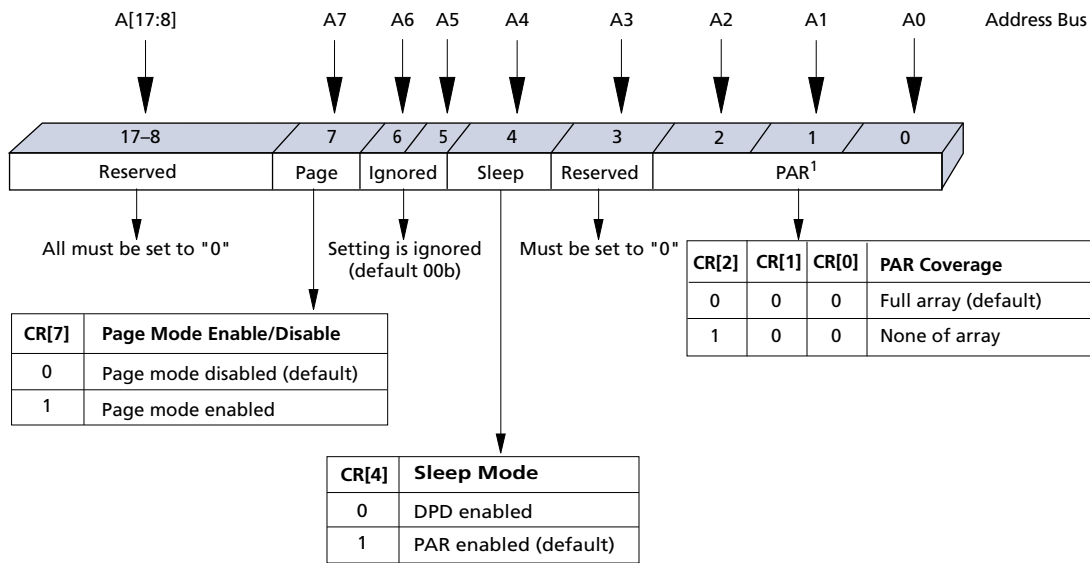 A[17:8] A7 A6 A5 A4 A3 A2 A1 A0 Address Bus
17–8 7 6 5 4 3 2 1 0
Reserved Page Ignored Sleep Reserved PAR1
All must be set to "0"
Setting is ignored
(default 00b)
Must be set to "0"
CR[2] CR[1] CR[0] PAR Coverage
0 0 0 Full array (default)
1 0 0 None of array
CR[7] Page Mode Enable/Disable
0 Page mode disabled (default)
1 Page mode enabled
CR[4] Sleep Mode
0 DPD enabled
1 PAR enabled (default)